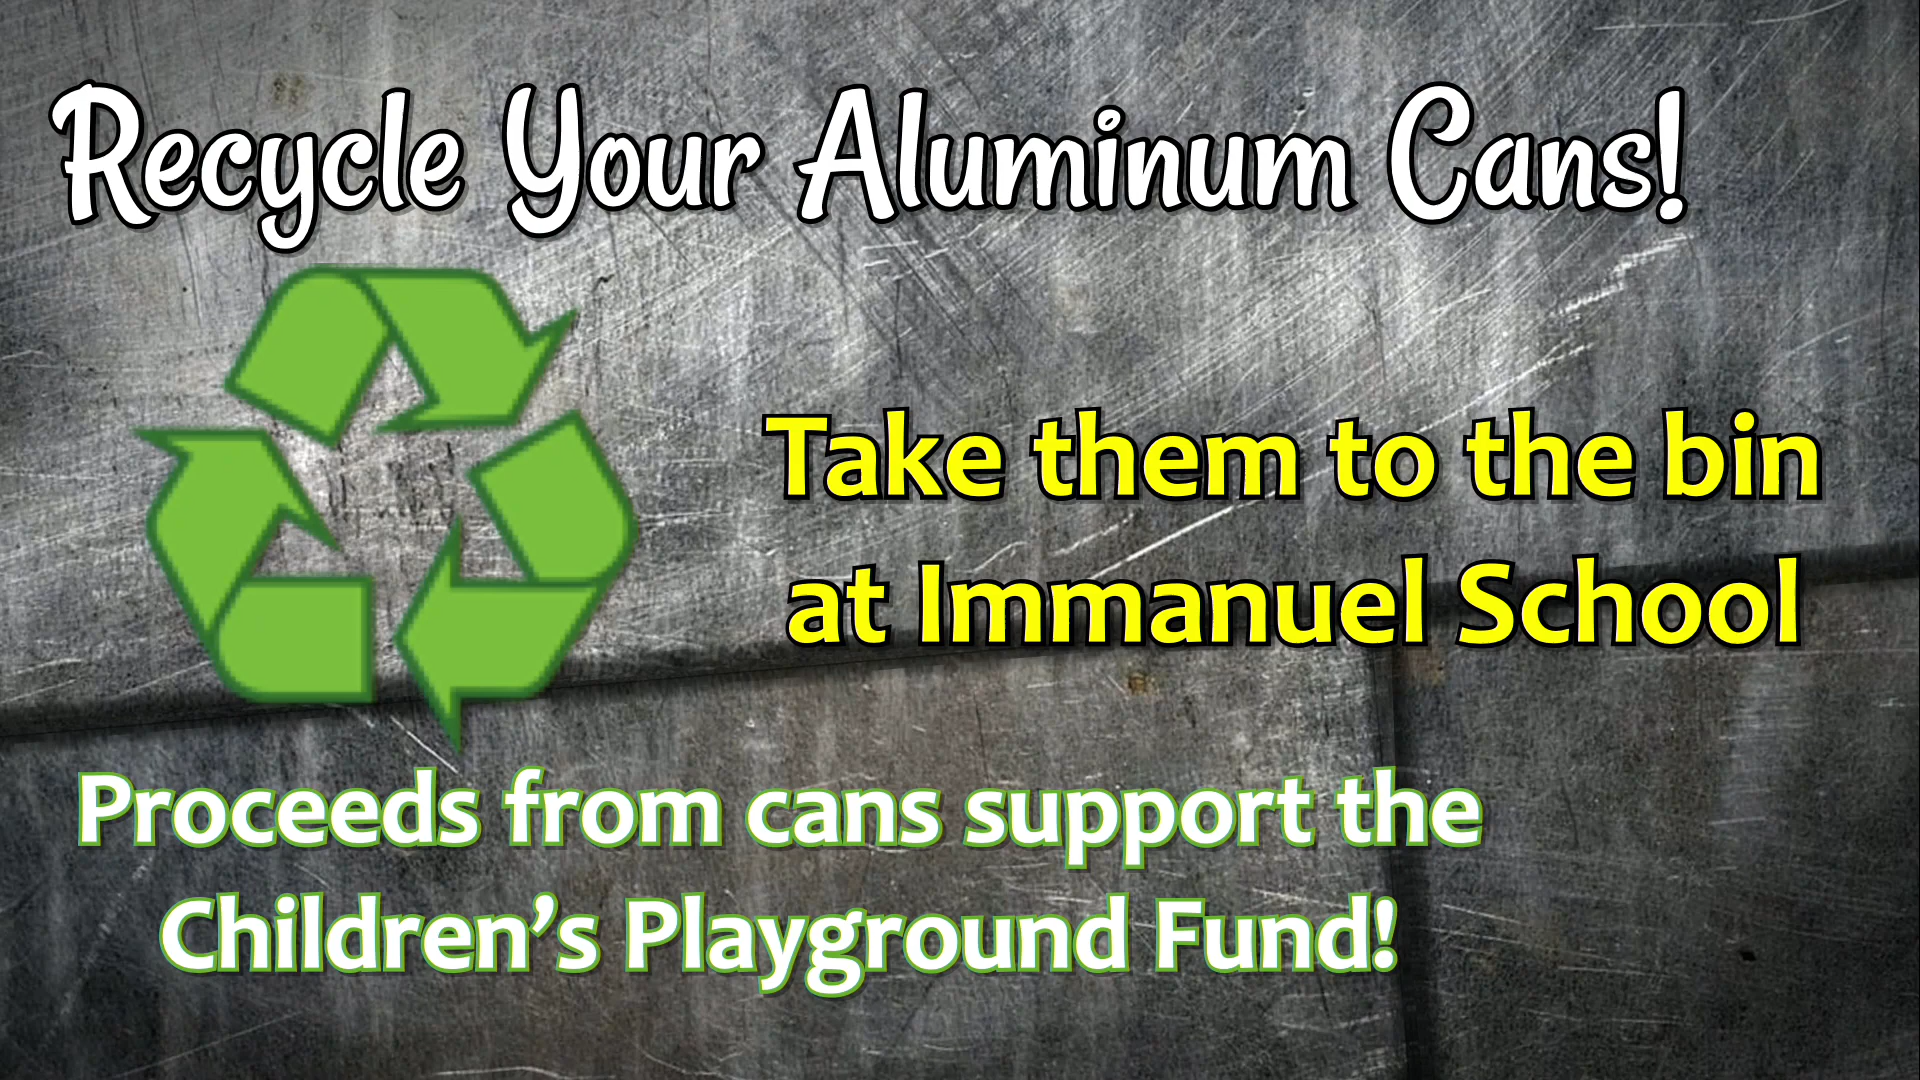 Recycle Your Aluminum Cans!
Take them to the bin
at Immanuel School
Proceeds from cans support the
Children’s Playground Fund!